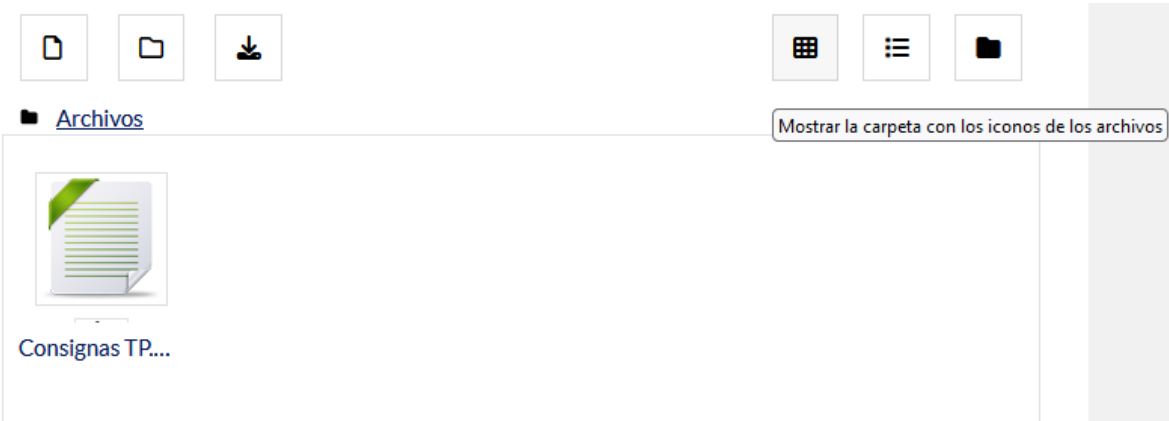 Archivos
Mostrar la carpeta con los iconos de los archivos
Consignas TP....